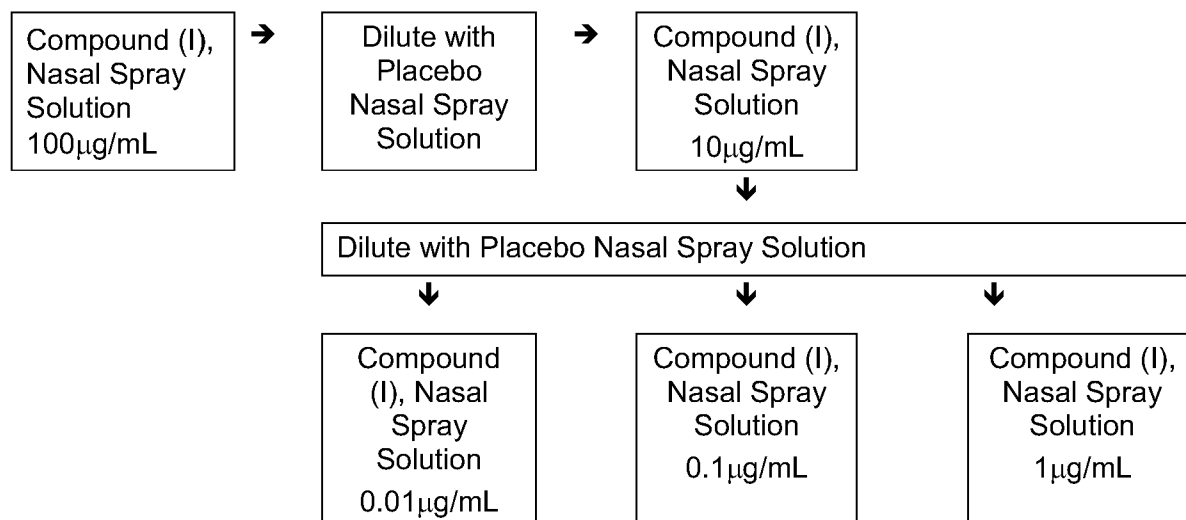 Compound (I),
Nasal Spray
Solution
100μg/mL
Dilute with
Placebo
Nasal Spray
Solution
Compound (I),
Nasal Spray
Solution
10μg/mL
Dilute with Placebo Nasal Spray Solution
Compound
(I), Nasal
Spray
Solution
0.01μg/mL
Compound (I),
Nasal Spray
Solution
0.1μg/mL
Compound (I),
Nasal Spray
Solution
1μg/mL